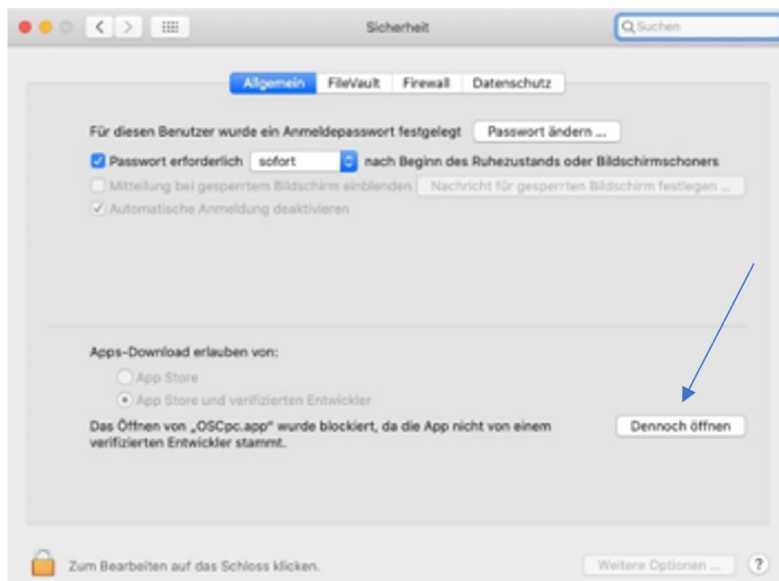 Sicherheit
Suchen
Allgemein FileVault Firewall Datenschutz
Für diesen Benutzer wurde ein Anmeldepasswort festgelegt Passwort ändern ...
Passwort erforderlich sofort nach Beginn des Ruhezustands oder Bildschirmschoners
Mitteilung bei gesperrtem Bildschirm einblenden Nachricht für gesperrten Bildschirm festlegen ...
Automatische Anmeldung deaktivieren
Apps-Download erlauben von:
App Store
App Store und verifizierten Entwickler
Das Öffnen von „OSCpc.app“ wurde blockiert, da die App nicht von einem
verifizierten Entwickler stammt.
Dennoch öffnen
Zum Bearbeiten auf das Schloss klicken.
Weitere Optionen ... ?